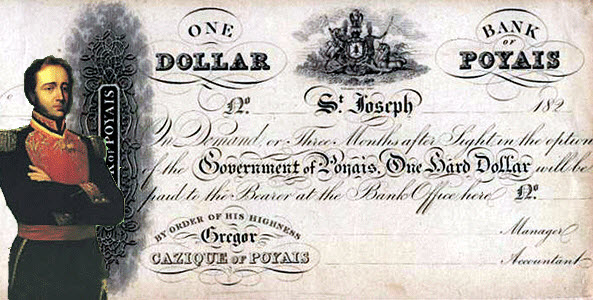 ONE DOLLAR
BANK of POYAIS
No. St. Joseph 182
On Demand, or Three Months after Sight in the option
of the Government of Poyais, One Hard Dollar will be
paid to the Bearer at the Bank Office here No.
BY ORDER OF HIS HIGHNESS
Gregor
CAZIQUE of POYAIS
Manager
Accountant
OF POYAIS